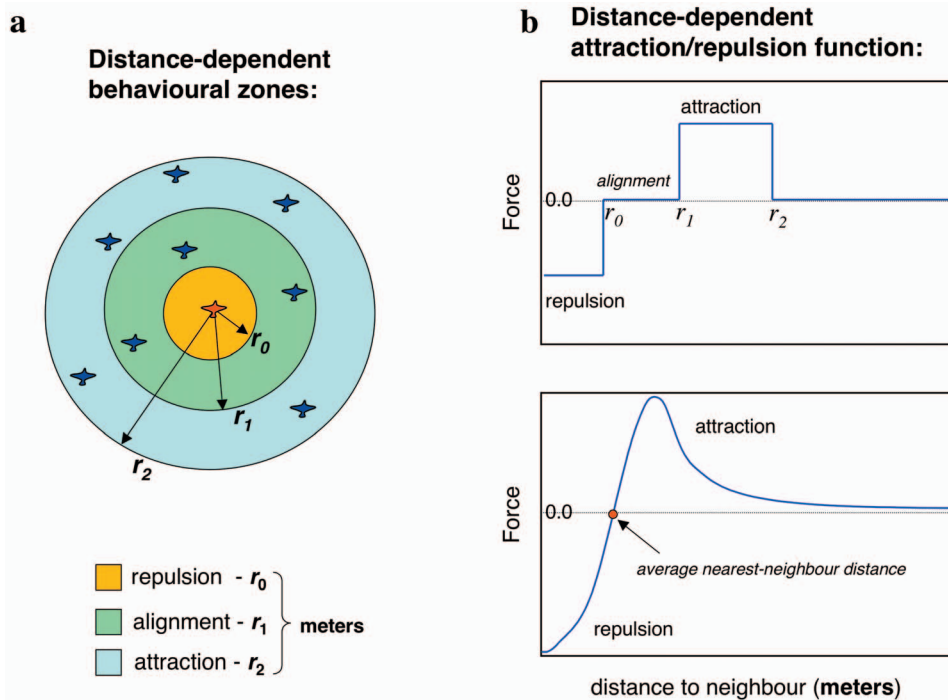 a
Distance-dependent
behavioural zones:
r0
r1
r2
repulsion - r0
alignment - r1
attraction - r2
meters
b
Distance-dependent
attraction/repulsion function:
attraction
alignment
0.0
r0
r1
r2
repulsion
Force
attraction
0.0
average nearest-neighbour distance
repulsion
Force
distance to neighbour (meters)